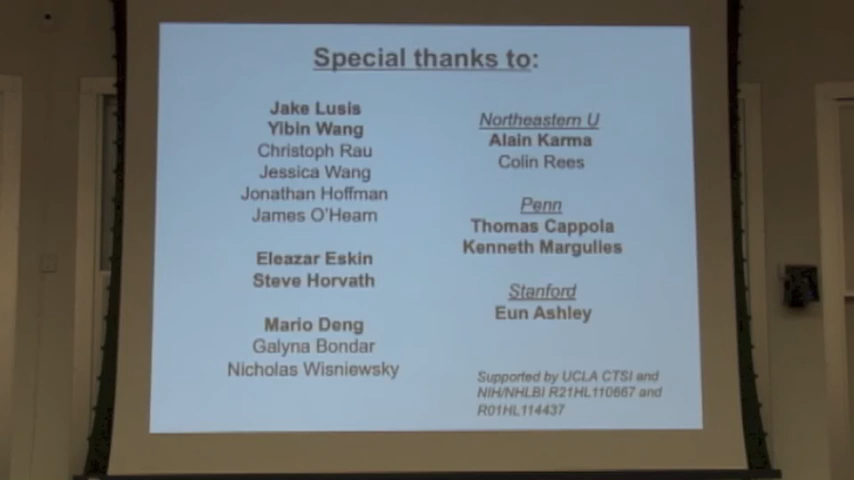 Special thanks to:
Jake Lusis
Yibin Wang
Christoph Rau
Jessica Wang
Jonathan Hoffman
James O'Hearn
Eleazar Eskin
Steve Horvath
Mario Deng
Galyna Bondar
Nicholas Wisniewsky
Northeastern U
Alain Karma
Colin Rees
Penn
Thomas Cappola
Kenneth Margulies
Stanford
Eun Ashley
Supported by UCLA CTSI and
NIH/NHLBI R21HL110667 and
R01HL114437